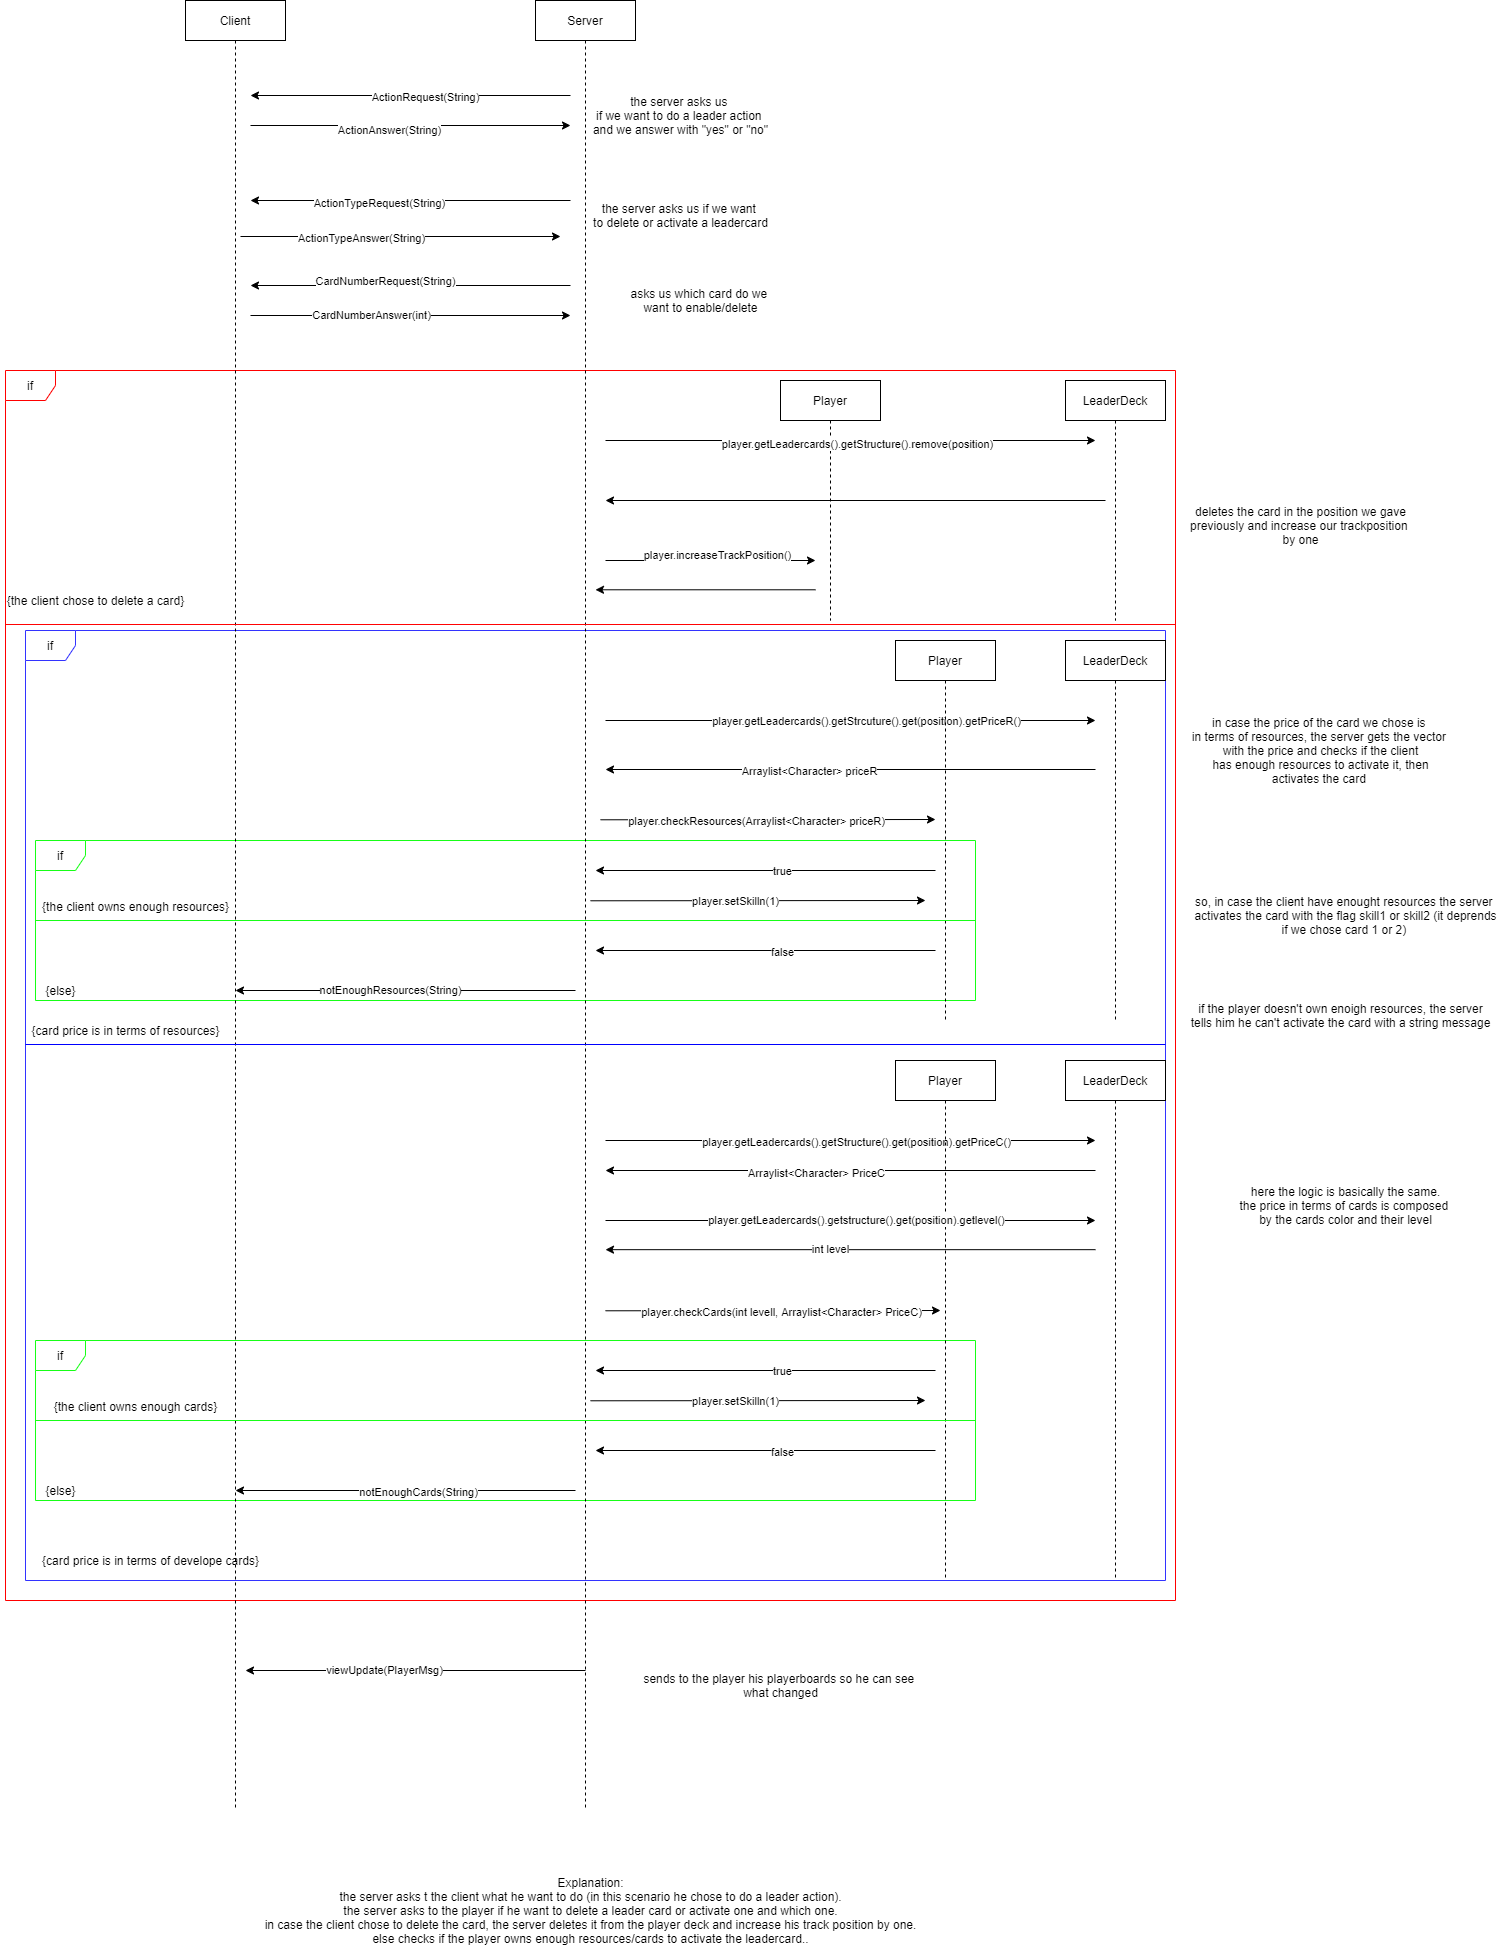 Client
Server
ActionRequest(String)
ActionAnswer(String)
the server asks us
if we want to do a leader action
and we answer with "yes" or "no"
ActionTypeRequest(String)
ActionTypeAnswer(String)
the server asks us if we want
to delete or activate a leadercard
CardNumberRequest(String)
CardNumberAnswer(int)
asks us which card do we
want to enable/delete
if
Player
LeaderDeck
player.getLeadercards().getStructure().remove(position)
deletes the card in the position we gave
previously and increase our trackposition
by one
player.increaseTrackPosition()
{the client chose to delete a card}
if
Player
LeaderDeck
player.getLeadercards().getStrcuture().get(position).getPriceR()
Arraylist<Character> priceR
in case the price of the card we chose is
in terms of resources, the server gets the vector
with the price and checks if the client
has enough resources to activate it, then
activates the card
player.checkResources(Arraylist<Character> priceR)
if
true
player.setSkilln(1)
{the client owns enough resources}
so, in case the client have enought resources the server
activates the card with the flag skill1 or skill2 (it deprends
if we chose card 1 or 2)
false
{else}
notEnoughResources(String)
if the player doesn't own enoigh resources, the server
tells him he can't activate the card with a string message
{card price is in terms of resources}
Player
LeaderDeck
player.getLeadercards().getStructure().get(position).getPriceC()
Arraylist<Character> PriceC
player.getLeadercards().getstructure().get(position).getlevel()
int level
here the logic is basically the same.
the price in terms of cards is composed
by the cards color and their level
player.checkCards(int levell, Arraylist<Character> PriceC)
if
true
player.setSkilln(1)
{the client owns enough cards}
false
{else}
notEnoughCards(String)
{card price is in terms of develope cards}
viewUpdate(PlayerMsg)
sends to the player his playerboards so he can see
what changed
Explanation:
the server asks t the client what he want to do (in this scenario he chose to do a leader action).
the server asks to the player if he want to delete a leader card or activate one and which one.
in case the client chose to delete the card, the server deletes it from the player deck and increase his track position by one.
else checks if the player owns enough resources/cards to activate the leadercard..